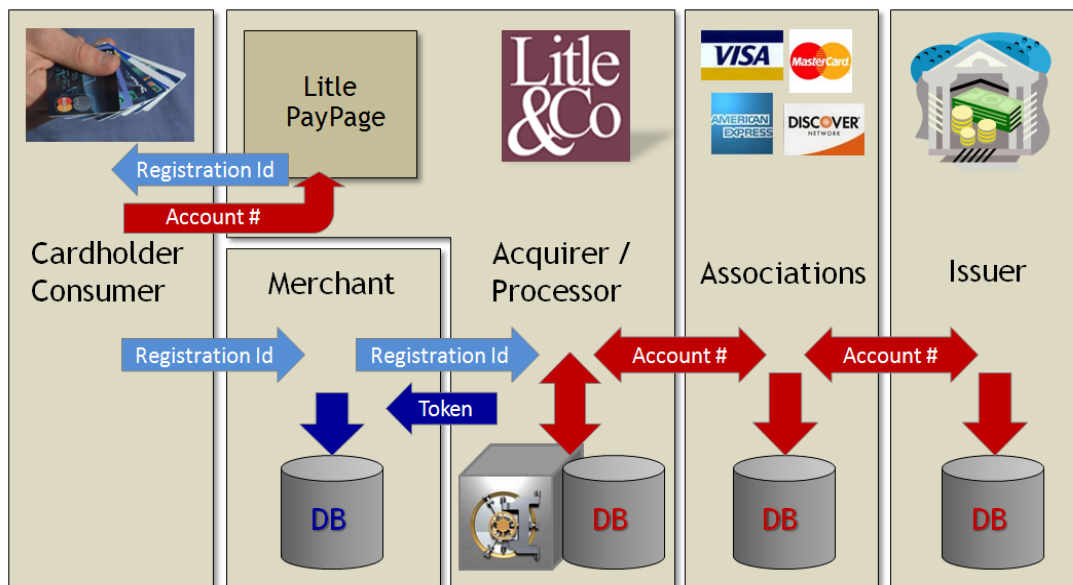 Litle
PayPage
Litle
&Co
VISA
MasterCard
AMERICAN
EXPRESS
DISCOVER
NETWORK
Registration Id
Account #
Cardholder
Consumer
Merchant
Acquirer /
Processor
Associations
Issuer
Registration Id
Registration Id
Account #
Account #
Token
DB
DB
DB
DB